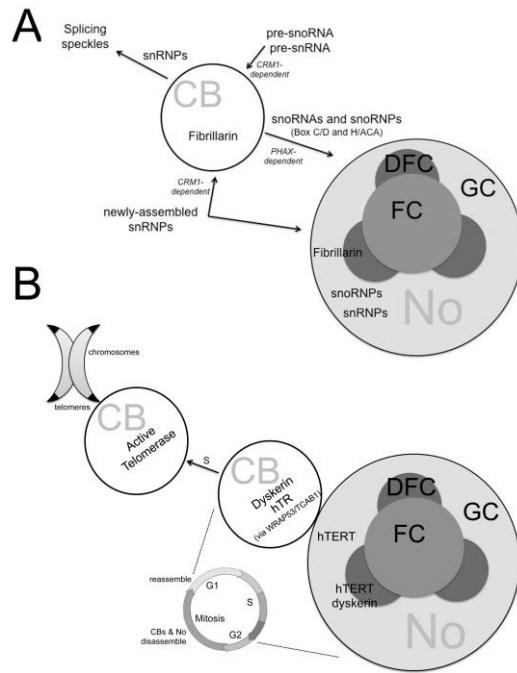 A
Splicing
speckles
snRNPs
pre-snoRNA
pre-snRNA
CRM1-
dependent
CB
Fibrillarin
snoRNAs and snoRNPs
(Box C/D and H/ACA)
PHAX-
dependent
CRM1-
dependent
newly-assembled
snRNPs
DFC
GC
FC
Fibrillarin
snoRNPs
snRNPs
No
B
chromosomes
telomeres
CB
Active
Telomerase
S
CB
Dyskerin
hTR
(via WRAP53/TCAB1)
DFC
GC
hTERT
FC
hTERT
dyskerin
No
reassemble
G1
S
Mitosis
G2
CBs & No
disassemble